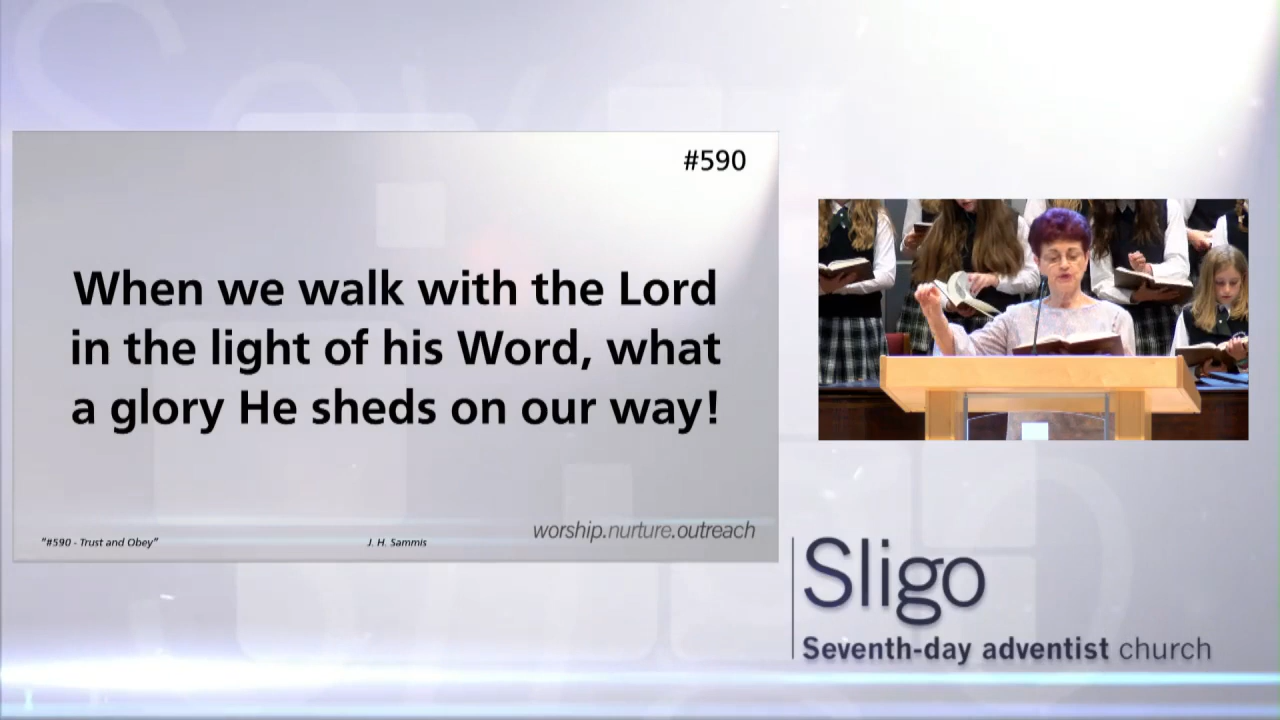 #590
When we walk with the Lord
in the light of his Word, what
a glory He sheds on our way!
"#590 - Trust and Obey"
J. H. Sammis
worship.nurture.outreach
Sligo
Seventh-day adventist church